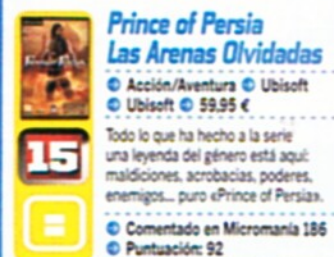 Prince of Persia
Las Arenas Olvidadas
Acción/Aventura Ubisoft
Ubisoft 59,95 €
Todo lo que ha hecho a la serie
una leyenda del género está aquí:
maldiciones, acrobacias, poderes,
enemigos... puro «Prince of Persia».
15
Comentado en Micromanía 186
Puntuación: 92